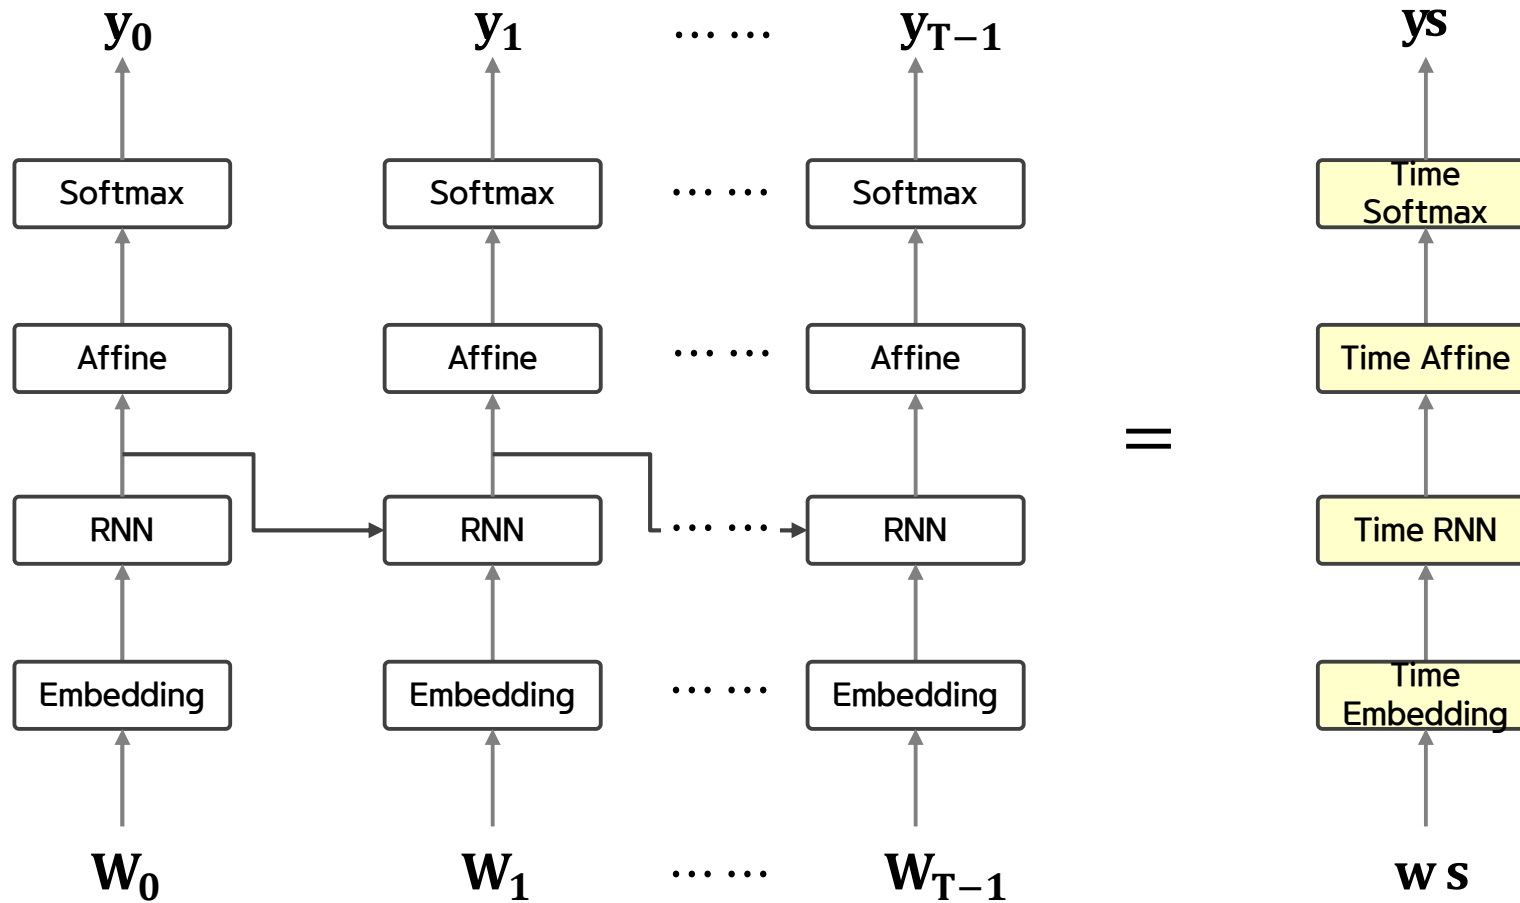 y0 y1 ⋯ ⋯ yT−1 ys
Softmax Softmax ⋯ ⋯ Softmax Time
Softmax
Affine Affine ⋯ ⋯ Affine Time Affine
=
RNN RNN ⋯ ⋯ RNN Time RNN
Embedding Embedding ⋯ ⋯ Embedding Time
Embedding
W0 W1 ⋯ ⋯ WT−1 w s